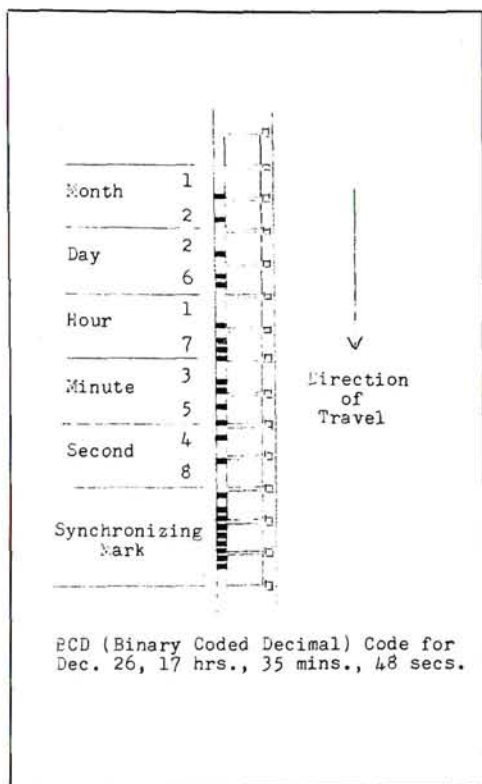 Month 1
2
Day 2
6
Hour 1
7
Minute 3
5
Second 4
8
Synchronizing
Mark
Direction
of
Travel
BCD (Binary Coded Decimal) Code for
Dec. 26, 17 hrs., 35 mins., 48 secs.